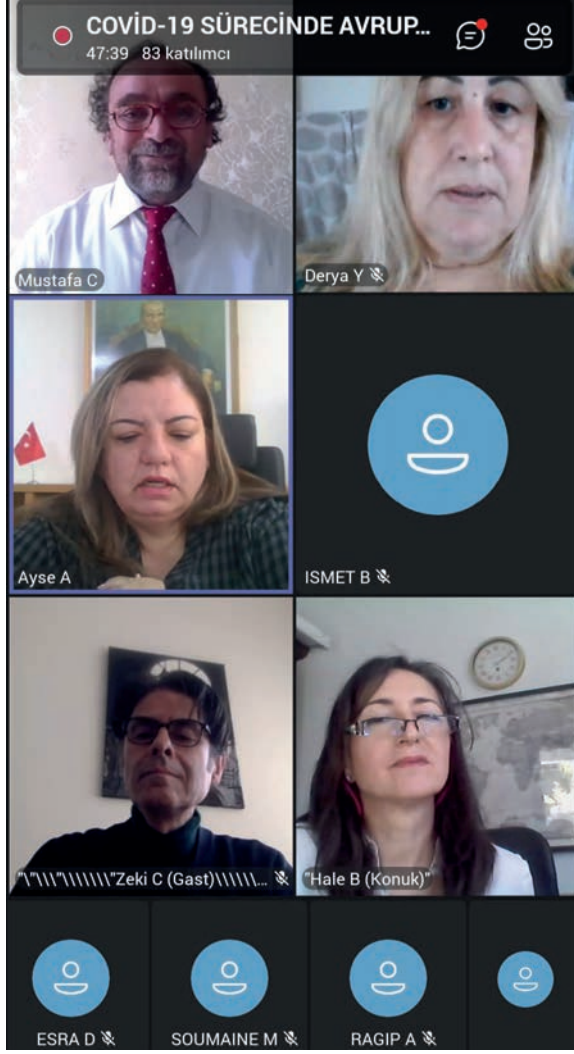 COVİD-19 SÜRECİNDE AVRUP...
47:39 83 katılımcı
Mustafa C
Derya Y
Ayse A
ISMET B
"\"\\\"\\\\\\\"Zeki C (Gast)\\\\\\...
"Hale B (Konuk)"
ESRA D
SOUMAINE M
RAGIP A